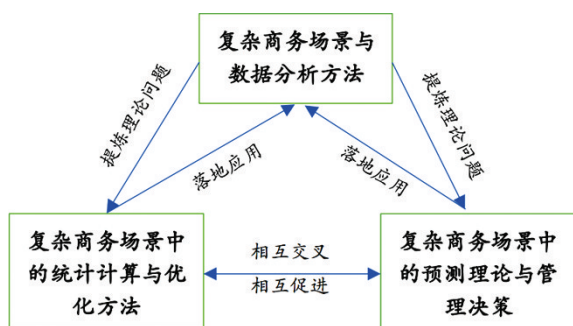 复杂商务场景与
数据分析方法
提炼理论问题
提炼理论问题
落地应用
落地应用
复杂商务场景中
的统计计算与优
化方法
相互交叉
相互促进
复杂商务场景中
的预测理论与管
理决策